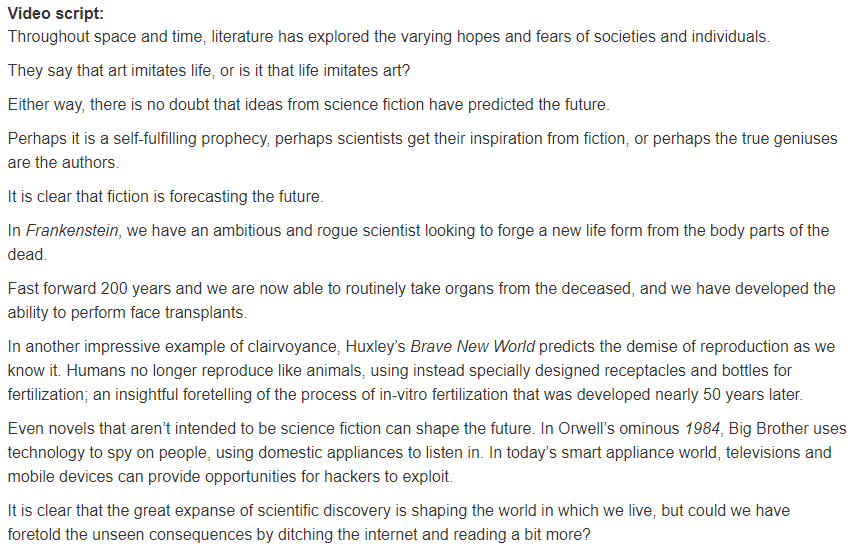 Video script:
Throughout space and time, literature has explored the varying hopes and fears of societies and individuals.
They say that art imitates life, or is it that life imitates art?
Either way, there is no doubt that ideas from science fiction have predicted the future.
Perhaps it is a self-fulfilling prophecy, perhaps scientists get their inspiration from fiction, or perhaps the true geniuses
are the authors.
It is clear that fiction is forecasting the future.
In Frankenstein, we have an ambitious and rogue scientist looking to forge a new life form from the body parts of the
dead.
Fast forward 200 years and we are now able to routinely take organs from the deceased, and we have developed the
ability to perform face transplants.
In another impressive example of clairvoyance, Huxley’s Brave New World predicts the demise of reproduction as we
know it. Humans no longer reproduce like animals, using instead specially designed receptacles and bottles for
fertilization; an insightful foretelling of the process of in-vitro fertilization that was developed nearly 50 years later.
Even novels that aren’t intended to be science fiction can shape the future. In Orwell’s ominous 1984, Big Brother uses
technology to spy on people, using domestic appliances to listen in. In today’s smart appliance world, televisions and
mobile devices can provide opportunities for hackers to exploit.
It is clear that the great expanse of scientific discovery is shaping the world in which we live, but could we have
foretold the unseen consequences by ditching the internet and reading a bit more?